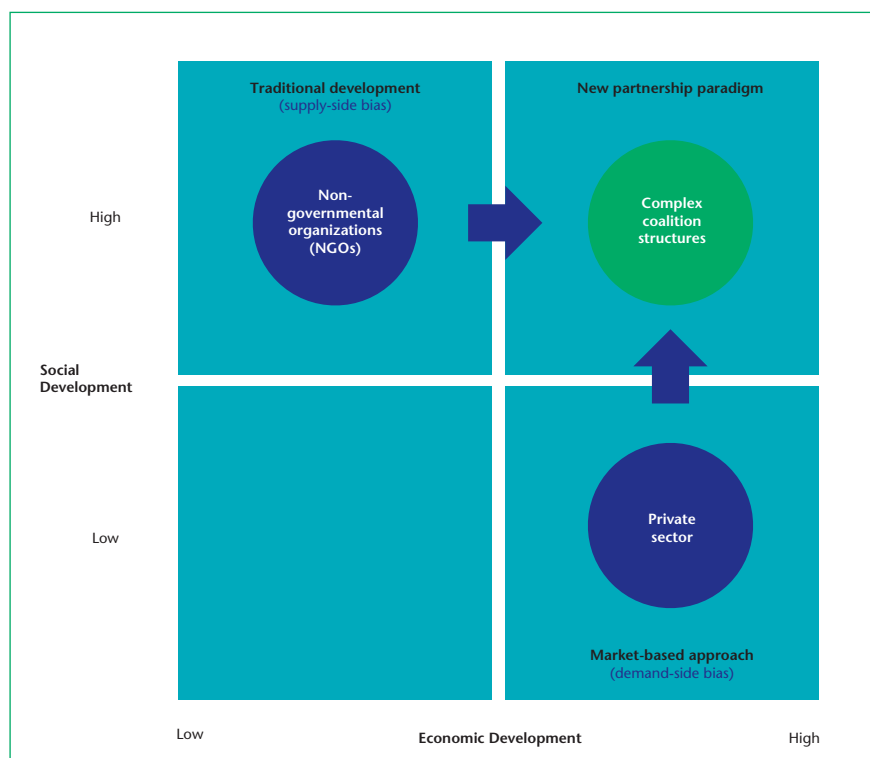 Traditional development
(supply-side bias)
New partnership paradigm
Non-
governmental
organizations
(NGOs)
Complex
coalition
structures
High
Social
Development
Low
Private
sector
Market-based approach
(demand-side bias)
Low
Economic Development
High